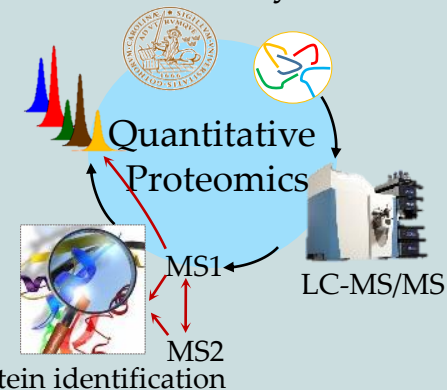 Quantitative
Proteomics
MS1
LC-MS/MS
MS2
tein identification